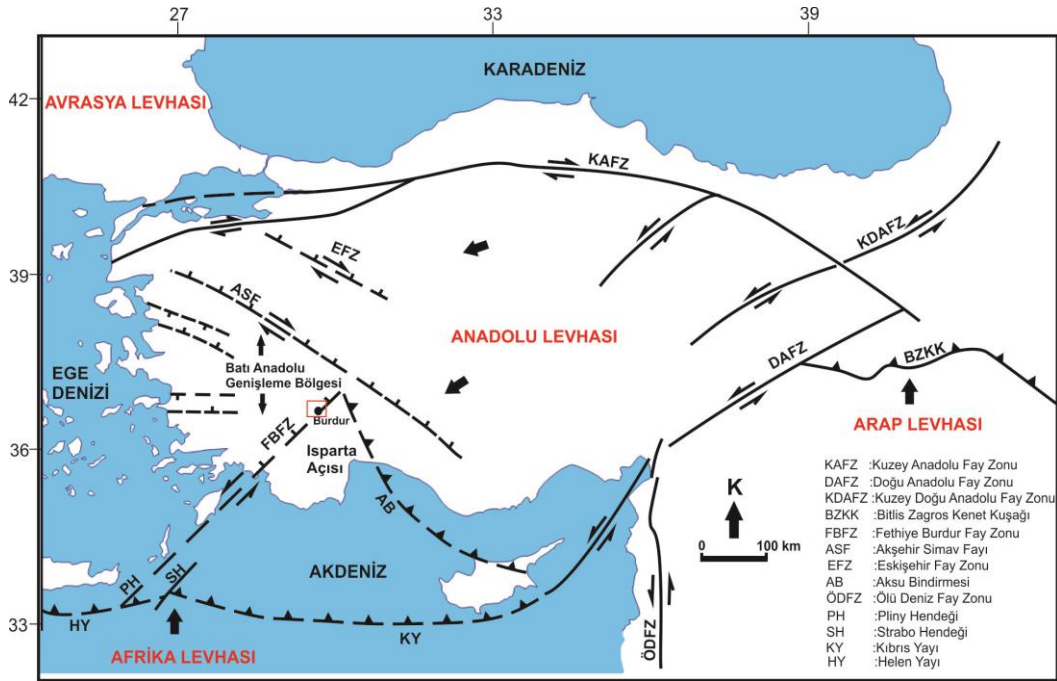 27 33 39
KARADENİZ
42
AVRASYA LEVHASI
KAFZ
KDAFZ
EFZ
39
ASF
ANADOLU LEVHASI
DAFZ
BZKK
EGE
DENİZİ
Batı Anadolu
Genişleme Bölgesi
Burdur
FBFZ
ARAP LEVHASI
36
Isparta
Açısı
AB
K
0 100 km
AKDENİZ
PH
SH
33
HY
KY
ÖDFZ
AFRİKA LEVHASI
KAFZ :Kuzey Anadolu Fay Zonu
DAFZ :Doğu Anadolu Fay Zonu
KDAFZ :Kuzey Doğu Anadolu Fay Zonu
BZKK :Bitlis Zagros Kenet Kuşağı
FBFZ :Fethiye Burdur Fay Zonu
ASF :Akşehir Simav Fayı
EFZ :Eskişehir Fay Zonu
AB :Aksu Bindirmesi
ÖDFZ :Ölü Deniz Fay Zonu
PH :Pliny Hendeği
SH :Strabo Hendeği
KY :Kıbrıs Yayı
HY :Helen Yayı